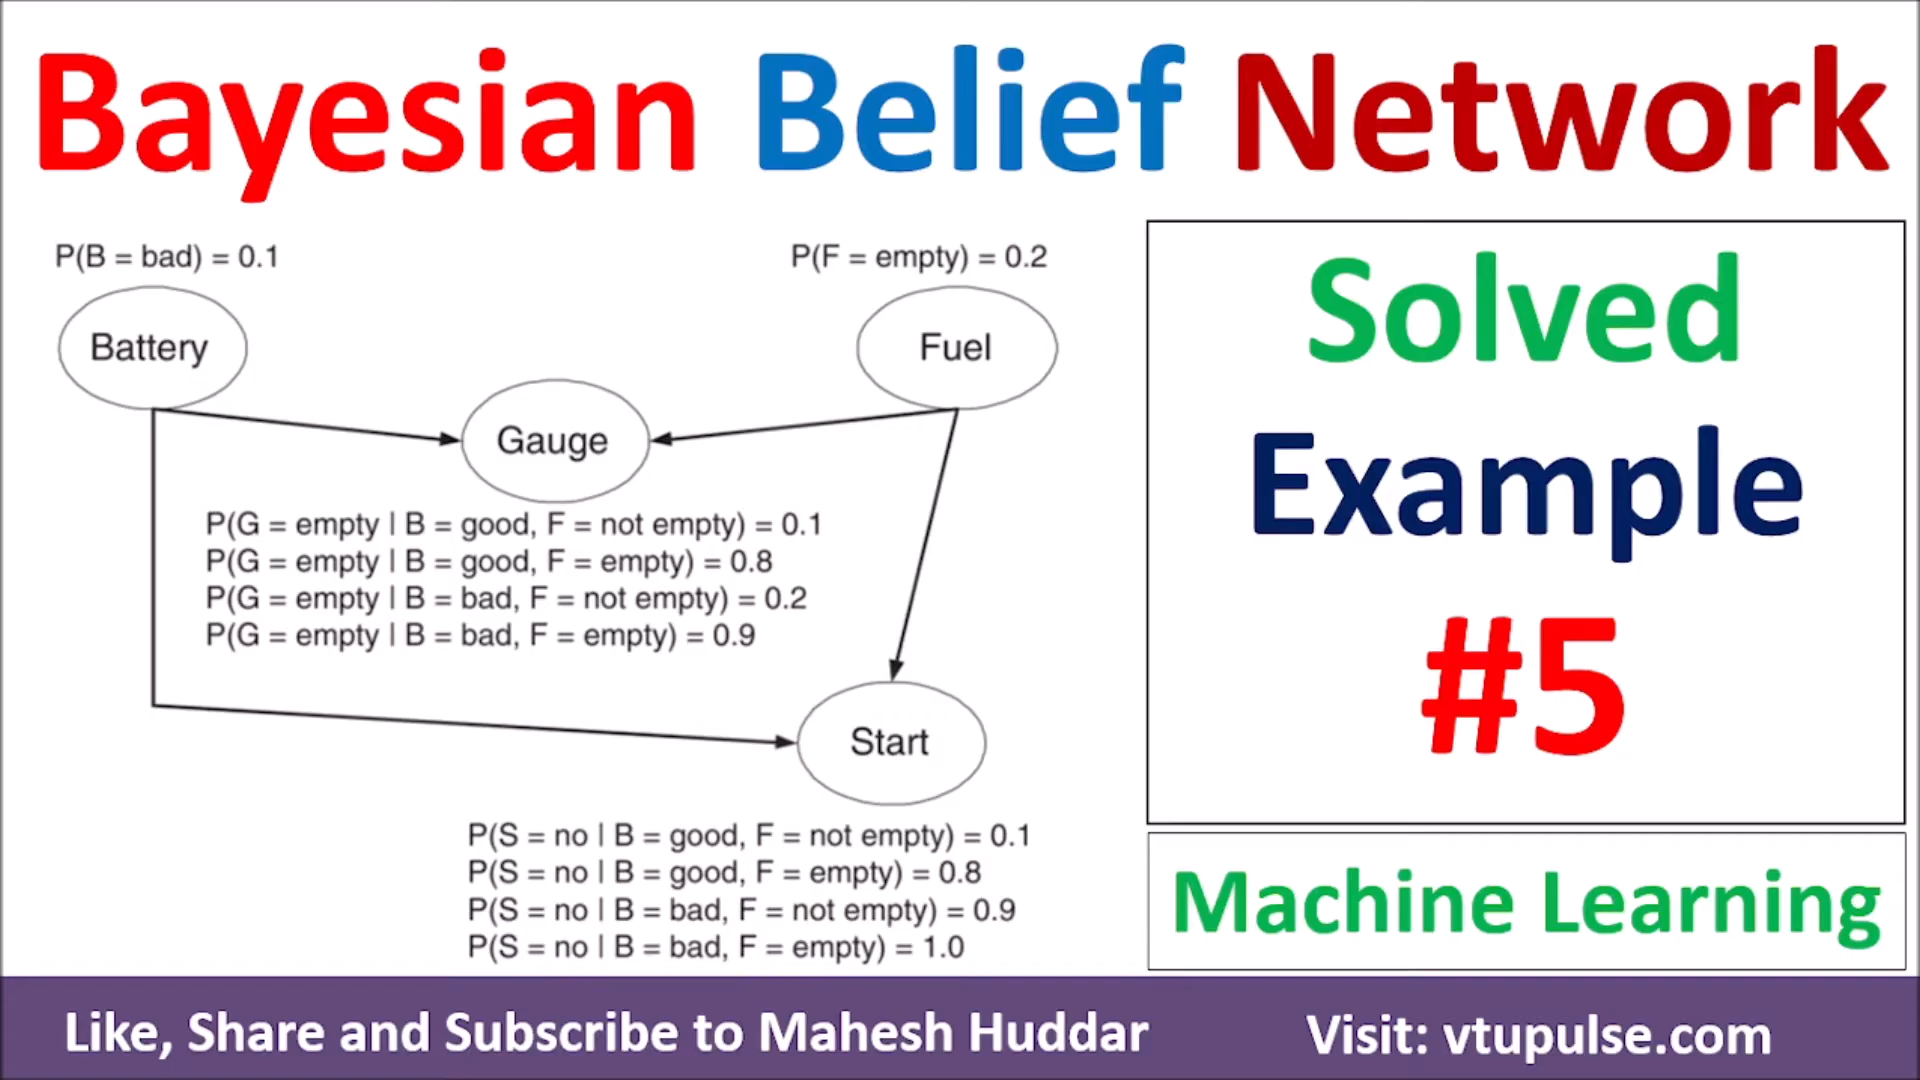 Bayesian Belief Network
P(B = bad) = 0.1
P(F = empty) = 0.2
Battery
Fuel
Gauge
P(G = empty | B = good, F = not empty) = 0.1
P(G = empty | B = good, F = empty) = 0.8
P(G = empty | B = bad, F = not empty) = 0.2
P(G = empty | B = bad, F = empty) = 0.9
Start
P(S = no | B = good, F = not empty) = 0.1
P(S = no | B = good, F = empty) = 0.8
P(S = no | B = bad, F = not empty) = 0.9
P(S = no | B = bad, F = empty) = 1.0
Solved
Example
#5
Machine Learning
Like, Share and Subscribe to Mahesh Huddar
Visit: vtupulse.com